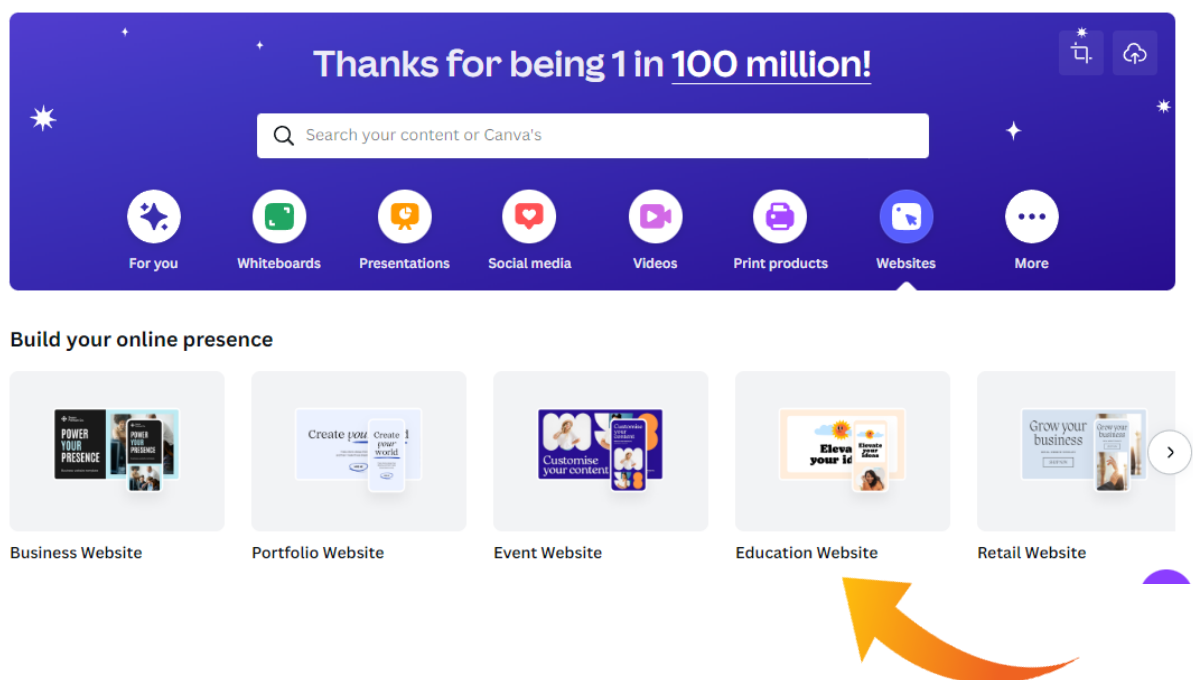 Thanks for being 1 in 100 million!
Search your content or Canva's
For you
Whiteboards
Presentations
Social media
Videos
Print products
Websites
More
Build your online presence
POWER
YOUR
PRESENCE
POWER
YOUR
PRESENCE
Create
Create
your
world
Customise
your content
Customise
your
content
Eleva
your id
Elevate
your
ideas
Grow your
business
Grow your
business
Business Website
Portfolio Website
Event Website
Education Website
Retail Website